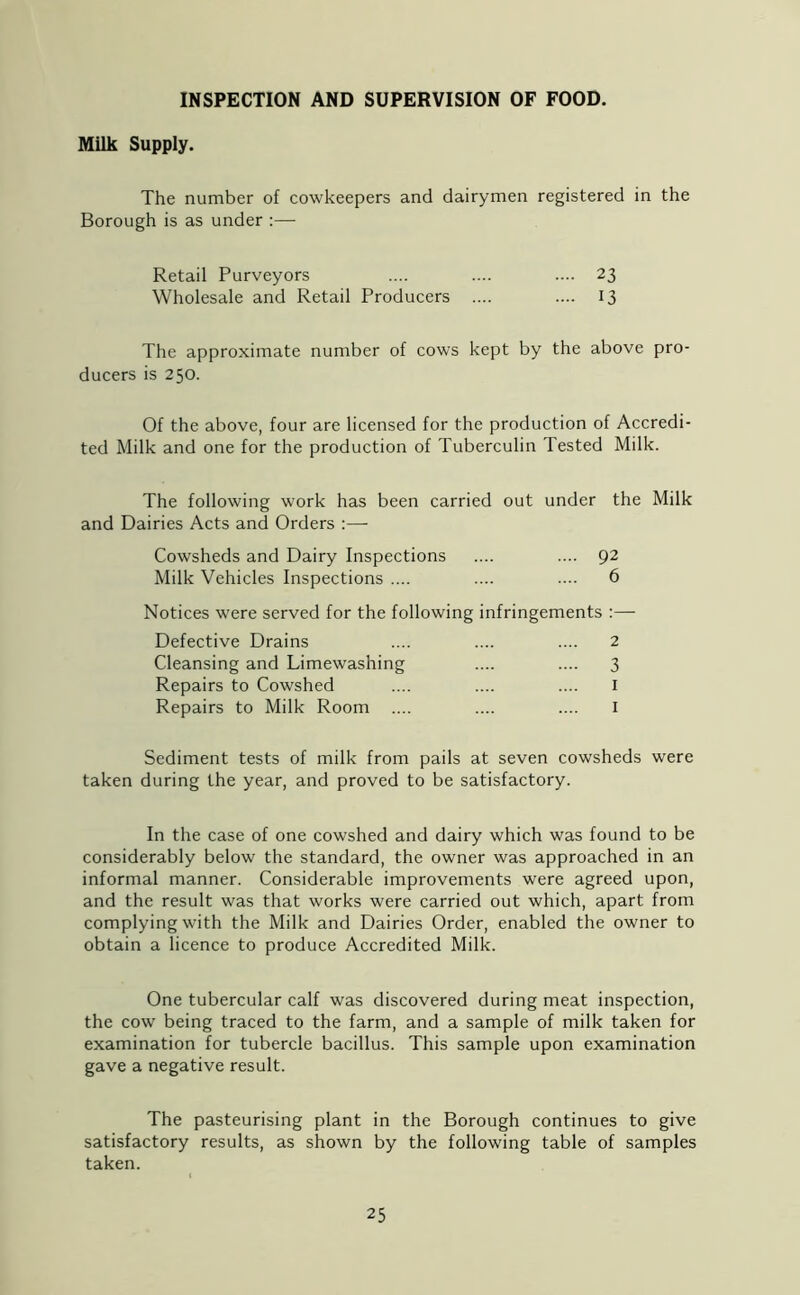 INSPECTION AND SUPERVISION OF FOOD.
Milk Supply.
The number of cowkeepers and dairymen registered in the
Borough is as under :—
Retail Purveyors .... .... .... 23
Wholesale and Retail Producers .... .... 13
The approximate number of cows kept by the above pro-
ducers is 250.
Of the above, four are licensed for the production of Accredi-
ted Milk and one for the production of Tuberculin Tested Milk.
The following work has been carried out under the Milk
and Dairies Acts and Orders :—
Cowsheds and Dairy Inspections .... .... 92
Milk Vehicles Inspections .... .... .... 6
Notices were served for the following infringements :—
Defective Drains .... .... .... 2
Cleansing and Limewashing .... .... 3
Repairs to Cowshed .... .... .... 1
Repairs to Milk Room .... .... .... 1
Sediment tests of milk from pails at seven cowsheds were
taken during the year, and proved to be satisfactory.
In the case of one cowshed and dairy which was found to be
considerably below the standard, the owner was approached in an
informal manner. Considerable improvements were agreed upon,
and the result was that works were carried out which, apart from
complying with the Milk and Dairies Order, enabled the owner to
obtain a licence to produce Accredited Milk.
One tubercular calf was discovered during meat inspection,
the cow being traced to the farm, and a sample of milk taken for
examination for tubercle bacillus. This sample upon examination
gave a negative result.
The pasteurising plant in the Borough continues to give
satisfactory results, as shown by the following table of samples
taken.
25